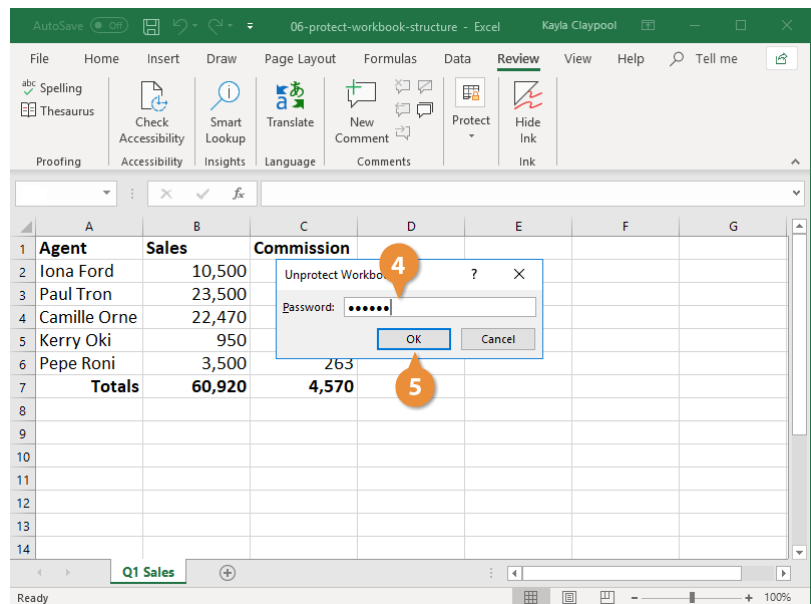 AutoSave Off 06-protect-workbook-structure - Excel Kayla Claypool
File Home Insert Draw Page Layout Formulas Data Review View Help Tell me
abc Spelling
Thesaurus
Check Accessibility
Smart Lookup
Translate
New Comment
Protect
Hide Ink
Proofing Accessibility Insights Language Comments Ink
fx
A B C D E F G
1 Agent Sales Commission
2 Iona Ford 10,500
3 Paul Tron 23,500
4 Camille Orne 22,470
5 Kerry Oki 950
6 Pepe Roni 3,500 263
7 Totals 60,920 4,570
8
9
10
11
12
13
14
Unprotect Workbo ? ×
4
Password: ••••••
OK Cancel
5
Q1 Sales
Ready 100%